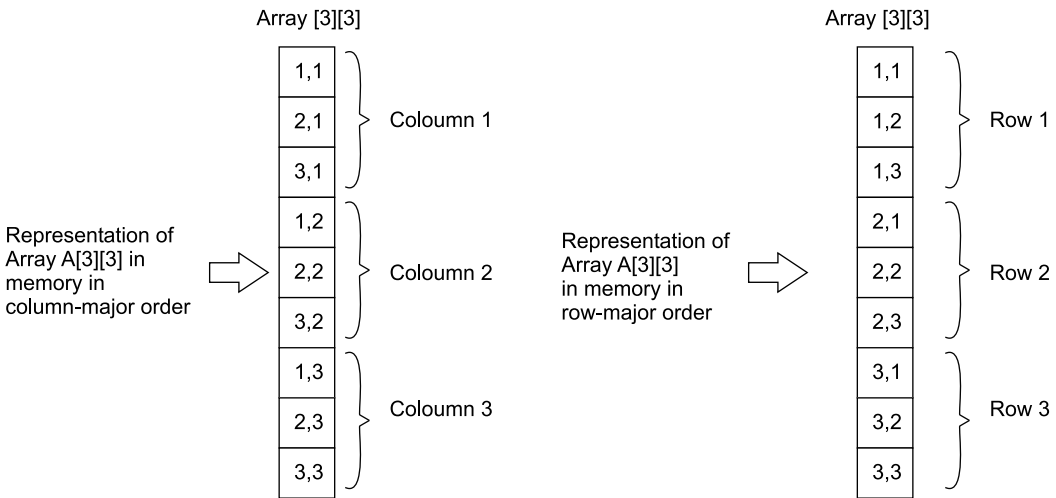 Array [3][3]
1,1
2,1
3,1
1,2
2,2
3,2
1,3
2,3
3,3
Coloumn 1
Coloumn 2
Coloumn 3
Representation of
Array A[3][3] in
memory in
column-major order
Array [3][3]
1,1
1,2
1,3
2,1
2,2
2,3
3,1
3,2
3,3
Row 1
Row 2
Row 3
Representation of
Array A[3][3]
in memory in
row-major order